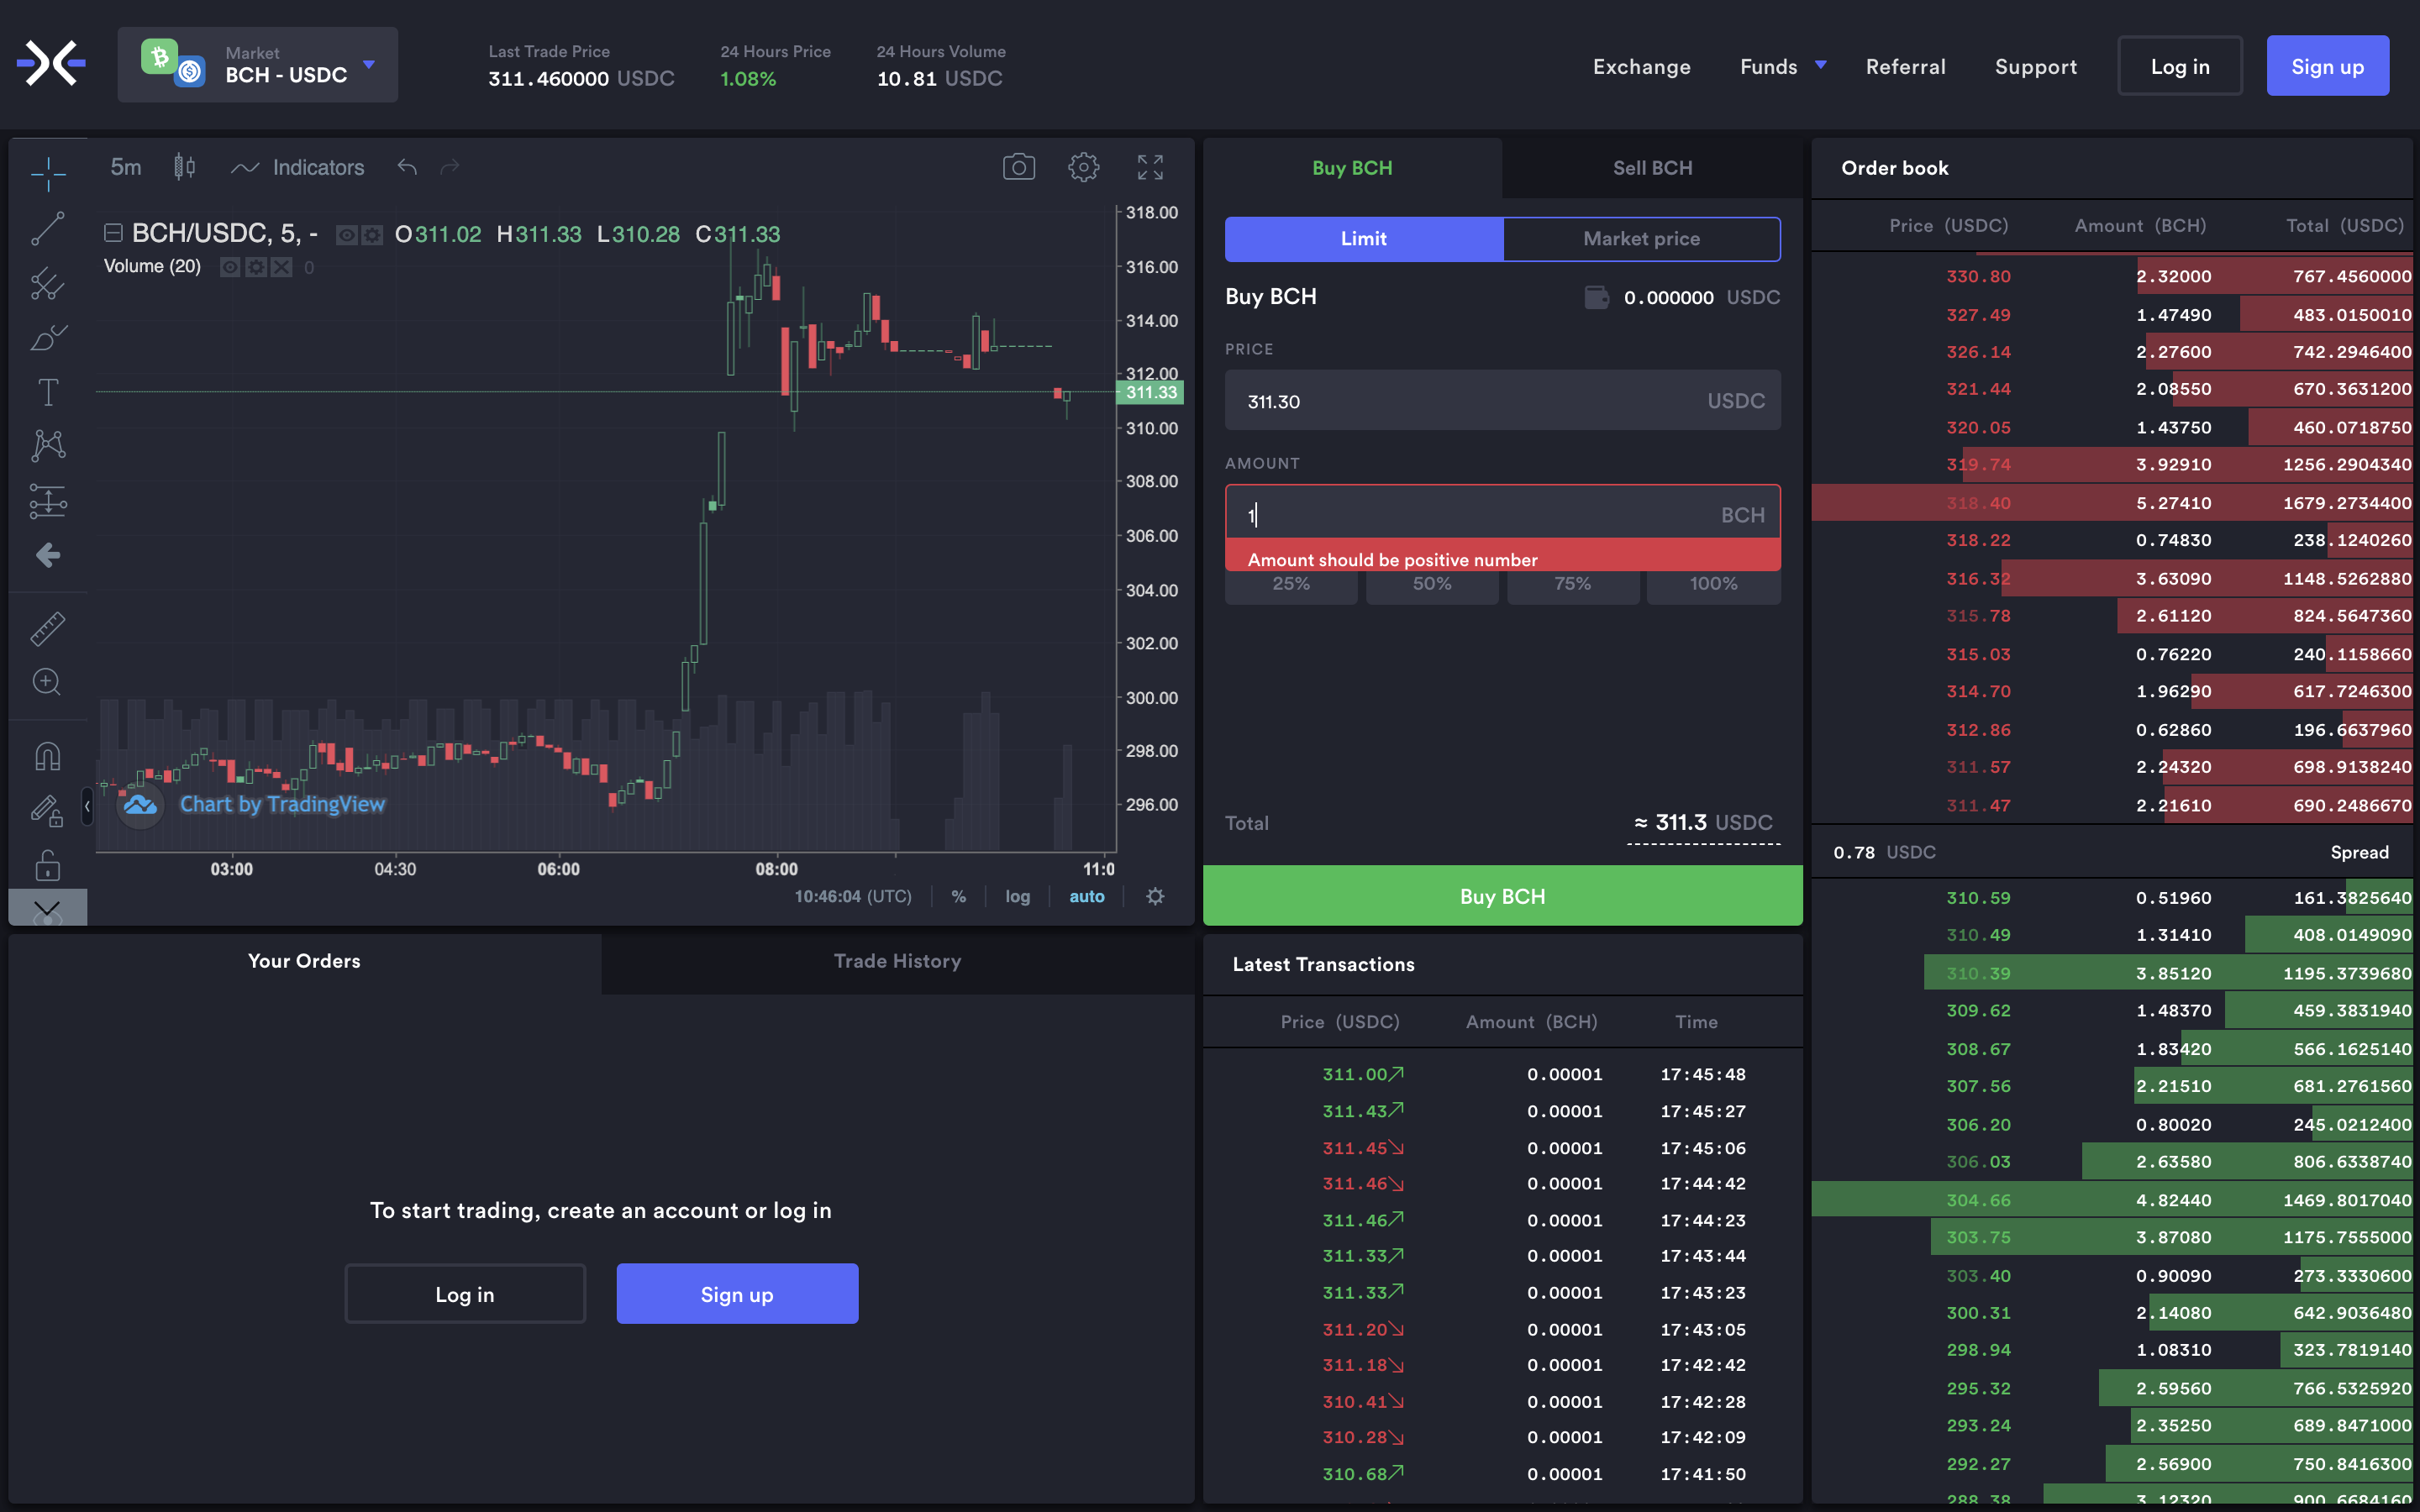 Market
BCH - USDC
Last Trade Price
311.460000 USDC
24 Hours Price
1.08%
24 Hours Volume
10.81 USDC
Exchange
Funds
Referral
Support
Log in
Sign up
5m
Indicators
BCH/USDC, 5, -
O311.02 H311.33 L310.28 C311.33
Volume (20)
0
318.00
316.00
314.00
312.00
311.33
310.00
308.00
306.00
304.00
302.00
300.00
298.00
296.00
Chart by TradingView
03:00 04:30 06:00 08:00 11:0
10:46:04 (UTC) % log auto
Buy BCH
Sell BCH
Limit
Market price
Buy BCH
0.000000 USDC
PRICE
311.30 USDC
AMOUNT
1 BCH
Amount should be positive number
25% 50% 75% 100%
Total
≈ 311.3 USDC
Buy BCH
Order book
Price (USDC) Amount (BCH) Total (USDC)
330.80 2.32000 767.4560000
327.49 1.47490 483.0150010
326.14 2.27600 742.2946400
321.44 2.08550 670.3631200
320.05 1.43750 460.0718750
319.74 3.92910 1256.2904340
318.40 5.27410 1679.2734400
318.22 0.74830 238.1240260
316.32 3.63090 1148.5262880
315.78 2.61120 824.5647360
315.03 0.76220 240.1158660
314.70 1.96290 617.7246300
312.86 0.62860 196.6637960
311.57 2.24320 698.9138240
311.47 2.21610 690.2486670
0.78 USDC Spread
310.59 0.51960 161.3825640
310.49 1.31410 408.0149090
310.39 3.85120 1195.3739680
309.62 1.48370 459.3831940
308.67 1.83420 566.1625140
307.56 2.21510 681.2761560
306.20 0.80020 245.0212400
306.03 2.63580 806.6338740
304.66 4.82440 1469.8017040
303.75 3.87080 1175.7555000
303.40 0.90090 273.3330600
300.31 2.14080 642.9036480
298.94 1.08310 323.7819140
295.32 2.59560 766.5325920
293.24 2.35250 689.8471000
292.27 2.56900 750.8416300
288.38 3.12320 900.6684160
Your Orders
Trade History
To start trading, create an account or log in
Log in
Sign up
Latest Transactions
Price (USDC) Amount (BCH) Time
311.00 0.00001 17:45:48
311.43 0.00001 17:45:27
311.45 0.00001 17:45:06
311.46 0.00001 17:44:42
311.46 0.00001 17:44:23
311.33 0.00001 17:43:44
311.33 0.00001 17:43:23
311.20 0.00001 17:43:05
311.18 0.00001 17:42:42
310.41 0.00001 17:42:28
310.28 0.00001 17:42:09
310.68 0.00001 17:41:50